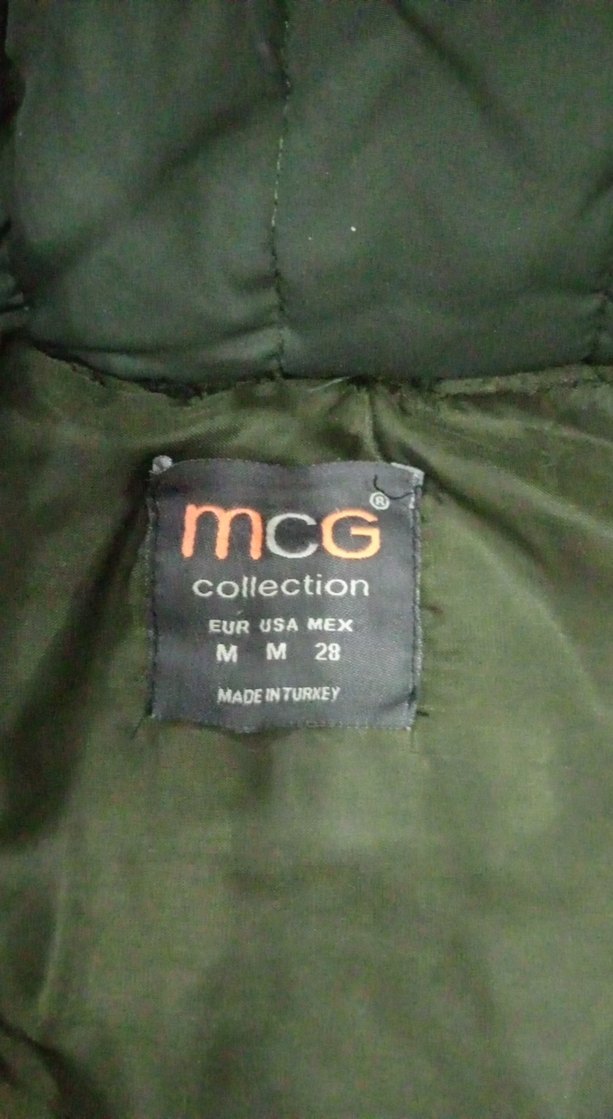 mcG®
collection
EUR USA MEX
M M 28
MADE IN TURKEY